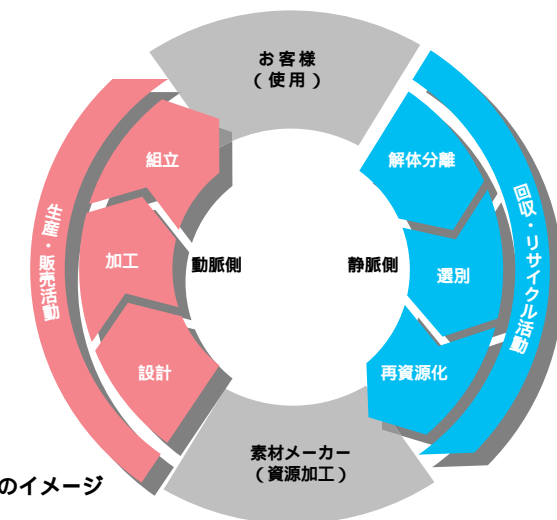 お客様
（使用）
組立
加工
設計
生産・販売活動
動脈側
静脈側
解体分離
選別
再資源化
回収・リサイクル活動
素材メーカー
（資源加工）
のイメージ